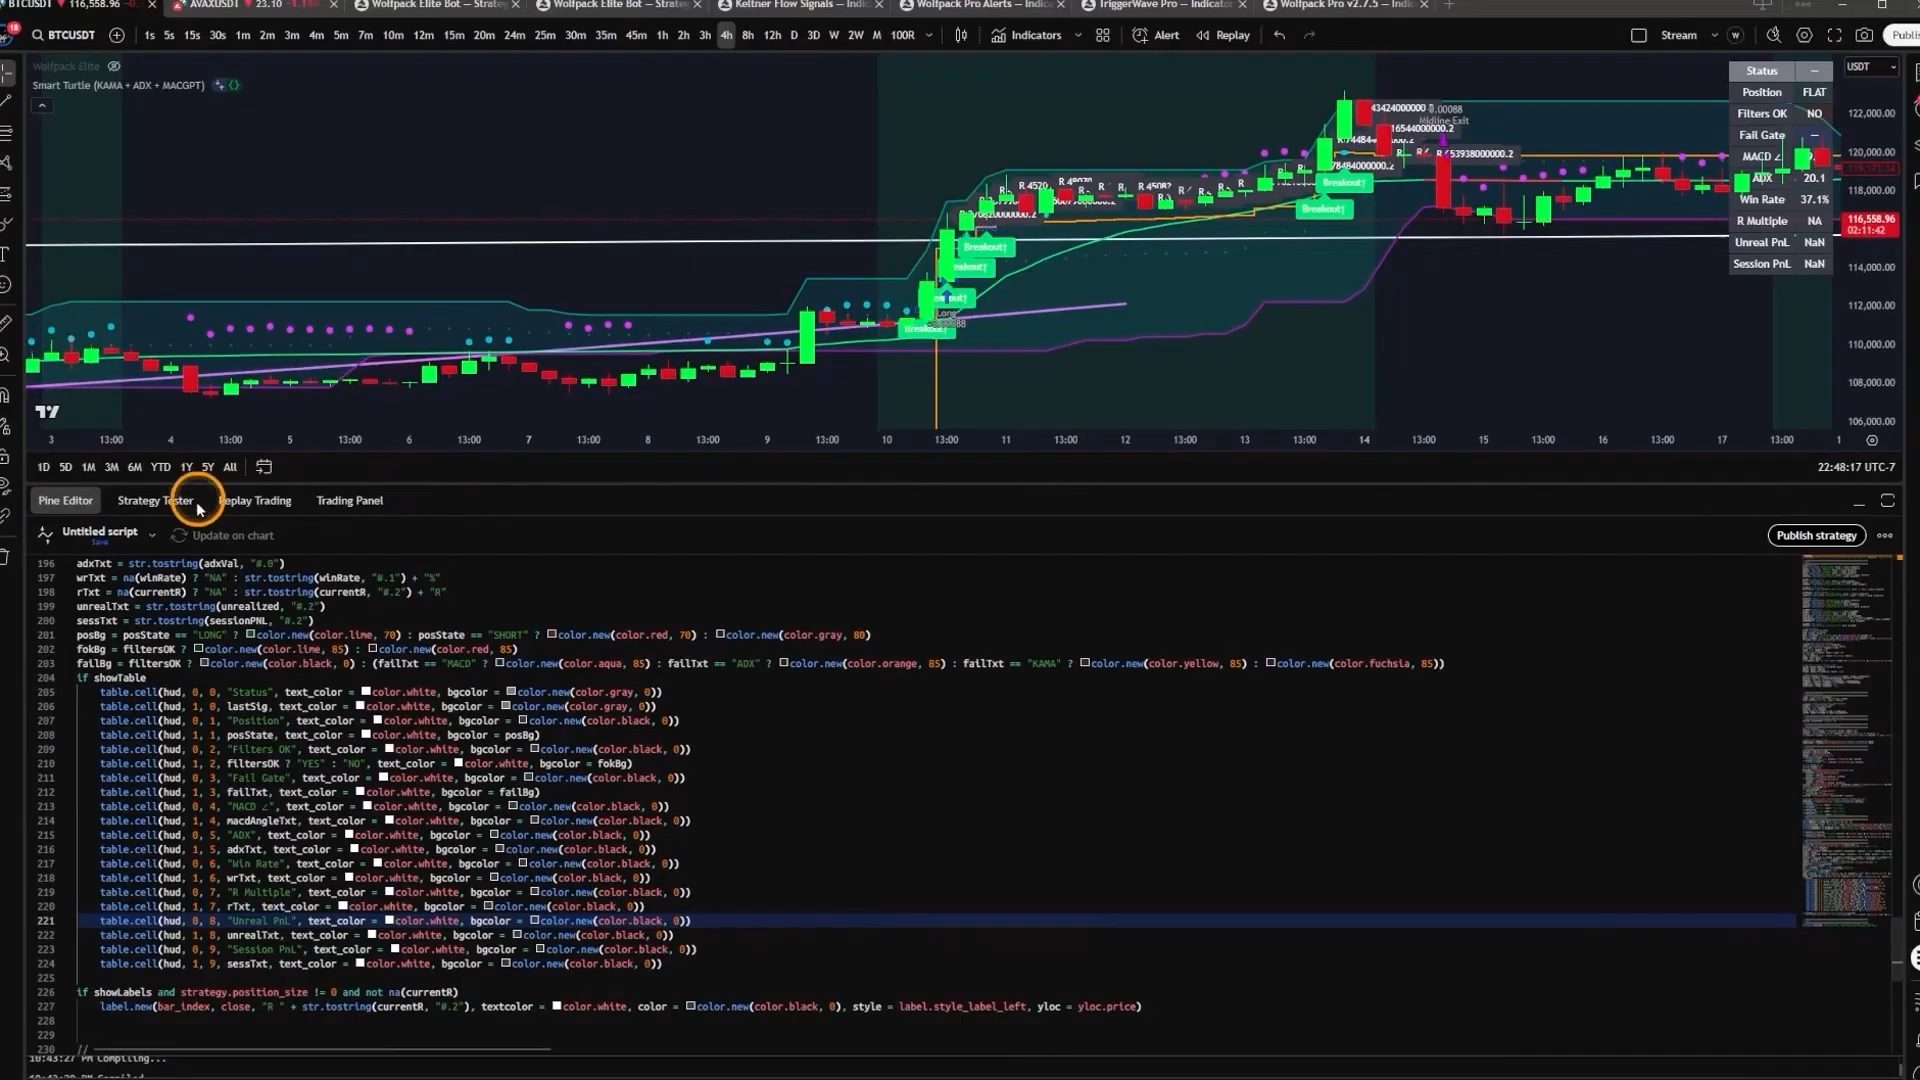 BTCUSDT ▼ 116,558.96 AVAXUSDT ▼ 23.10 -1.18% Wolfpack Elite Bot — Strate Wolfpack Elite Bot — Strate Keltner Flow Signals — Indic Wolfpack Pro Alerts — Indic TriggerWave Pro — Indicator Wolfpack Pro v2.7.5 — Indic
18
BTCUSDT 1s 5s 15s 30s 1m 2m 3m 4m 5m 7m 10m 12m 15m 20m 24m 25m 30m 35m 45m 1h 2h 3h 4h 8h 12h D 3D W 2W M 100R Indicators Alert Replay Stream W Publi
Wolfpack Elite
Smart Turtle (KAMA + ADX + MACGPT)
Status —
Position FLAT
Filters OK NO
Fail Gate —
MACD ∠
ADX 20.1
Win Rate 37.1%
R Multiple NA
Unreal PnL NaN
Session PnL NaN
USDT
122,000.00
120,000.00
118,000.00
116,558.96
02:11:42
114,000.00
112,000.00
110,000.00
108,000.00
106,000.00
Midline Exit
Breakout↑
Breakout↑
Breakout↑
Long
3 13:00 4 13:00 5 13:00 6 13:00 7 13:00 8 13:00 9 13:00 10 13:00 11 13:00 12 13:00 13 13:00 14 13:00 15 13:00 16 13:00 17 13:00 1
1D 5D 1M 3M 6M YTD 1Y 5Y All 22:48:17 UTC-7
Pine Editor Strategy Tester Replay Trading Trading Panel
Untitled script Update on chart Publish strategy
Save
196 adxTxt = str.tostring(adxVal, "#.0")
197 wrTxt = na(winRate) ? "NA" : str.tostring(winRate, "#.1") + "%"
198 rTxt = na(currentR) ? "NA" : str.tostring(currentR, "#.2") + "R"
199 unrealTxt = str.tostring(unrealized, "#.2")
200 sessTxt = str.tostring(sessionPNL, "#.2")
201 posBg = posState == "LONG" ? color.new(color.lime, 70) : posState == "SHORT" ? color.new(color.red, 70) : color.new(color.gray, 80)
202 fokBg = filtersOK ? color.new(color.lime, 85) : color.new(color.red, 85)
203 failBg = filtersOK ? color.new(color.black, 0) : (failTxt == "MACD" ? color.new(color.aqua, 85) : failTxt == "ADX" ? color.new(color.orange, 85) : failTxt == "KAMA" ? color.new(color.yellow, 85) : color.new(color.fuchsia, 85))
204 if showTable
205 table.cell(hud, 0, 0, "Status", text_color = color.white, bgcolor = color.new(color.gray, 0))
206 table.cell(hud, 1, 0, lastSig, text_color = color.white, bgcolor = color.new(color.gray, 0))
207 table.cell(hud, 0, 1, "Position", text_color = color.white, bgcolor = color.new(color.black, 0))
208 table.cell(hud, 1, 1, posState, text_color = color.white, bgcolor = posBg)
209 table.cell(hud, 0, 2, "Filters OK", text_color = color.white, bgcolor = color.new(color.black, 0))
210 table.cell(hud, 1, 2, filtersOK ? "YES" : "NO", text_color = color.white, bgcolor = fokBg)
211 table.cell(hud, 0, 3, "Fail Gate", text_color = color.white, bgcolor = color.new(color.black, 0))
212 table.cell(hud, 1, 3, failTxt, text_color = color.white, bgcolor = failBg)
213 table.cell(hud, 0, 4, "MACD ∠", text_color = color.white, bgcolor = color.new(color.black, 0))
214 table.cell(hud, 1, 4, macdAngleTxt, text_color = color.white, bgcolor = color.new(color.black, 0))
215 table.cell(hud, 0, 5, "ADX", text_color = color.white, bgcolor = color.new(color.black, 0))
216 table.cell(hud, 1, 5, adxTxt, text_color = color.white, bgcolor = color.new(color.black, 0))
217 table.cell(hud, 0, 6, "Win Rate", text_color = color.white, bgcolor = color.new(color.black, 0))
218 table.cell(hud, 1, 6, wrTxt, text_color = color.white, bgcolor = color.new(color.black, 0))
219 table.cell(hud, 0, 7, "R Multiple", text_color = color.white, bgcolor = color.new(color.black, 0))
220 table.cell(hud, 1, 7, rTxt, text_color = color.white, bgcolor = color.new(color.black, 0))
221 table.cell(hud, 0, 8, "Unreal PnL", text_color = color.white, bgcolor = color.new(color.black, 0))
222 table.cell(hud, 1, 8, unrealTxt, text_color = color.white, bgcolor = color.new(color.black, 0))
223 table.cell(hud, 0, 9, "Session PnL", text_color = color.white, bgcolor = color.new(color.black, 0))
224 table.cell(hud, 1, 9, sessTxt, text_color = color.white, bgcolor = color.new(color.black, 0))
225
226 if showLabels and strategy.position_size != 0 and not na(currentR)
227 label.new(bar_index, close, "R " + str.tostring(currentR, "#.2"), textcolor = color.white, color = color.new(color.black, 0), style = label.style_label_left, yloc = yloc.price)
228
229
230 //
10:43:27 PM Compiling...